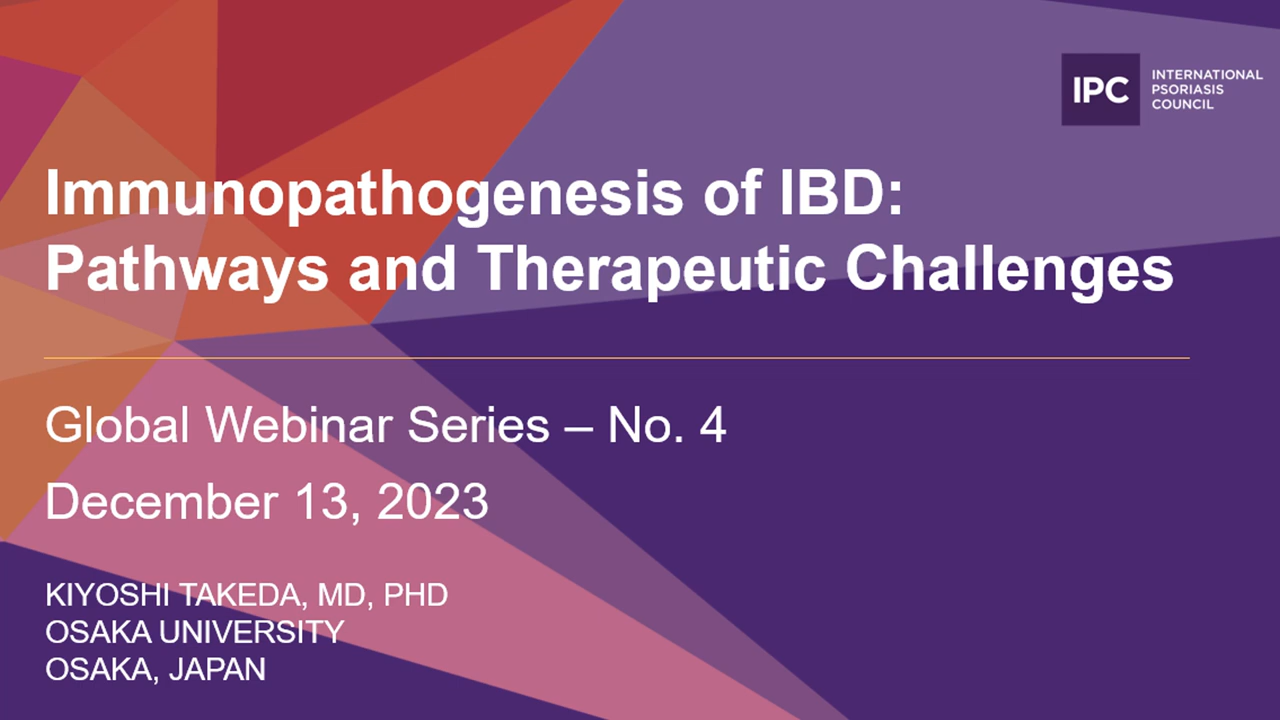 IPC
INTERNATIONAL
PSORIASIS
COUNCIL
Immunopathogenesis of IBD:
Pathways and Therapeutic Challenges
Global Webinar Series – No. 4
December 13, 2023
KIYOSHI TAKEDA, MD, PHD
OSAKA UNIVERSITY
OSAKA, JAPAN